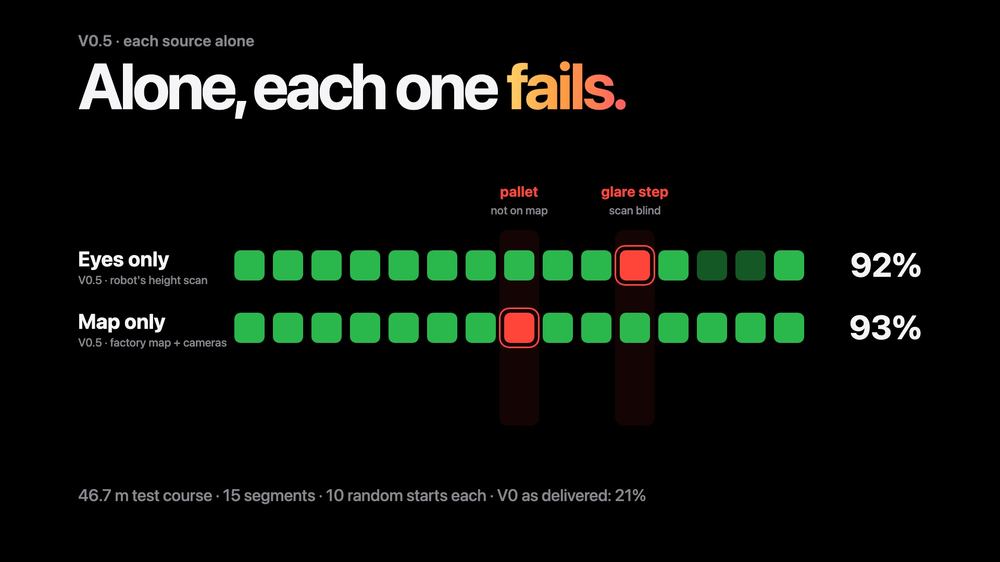 V0.5 · each source alone
Alone, each one fails.
pallet
not on map
glare step
scan blind
Eyes only
V0.5 · robot's height scan
92%
Map only
V0.5 · factory map + cameras
93%
46.7 m test course · 15 segments · 10 random starts each · V0 as delivered: 21%